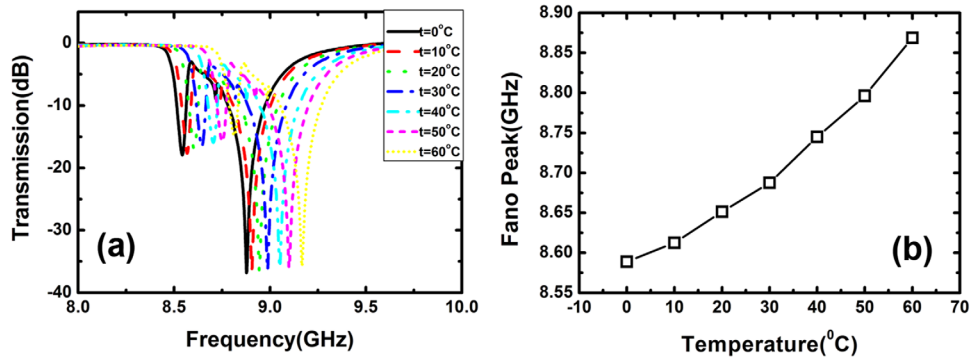 0
-10
-20
-30
-40
Transmission(dB)
(a)
t=0°C
t=10°C
t=20°C
t=30°C
t=40°C
t=50°C
t=60°C
8.0 8.5 9.0 9.5 10.0
Frequency(GHz)
8.90
8.85
8.80
8.75
8.70
8.65
8.60
8.55
Fano Peak(GHz)
(b)
-10 0 10 20 30 40 50 60 70
Temperature(⁰C)